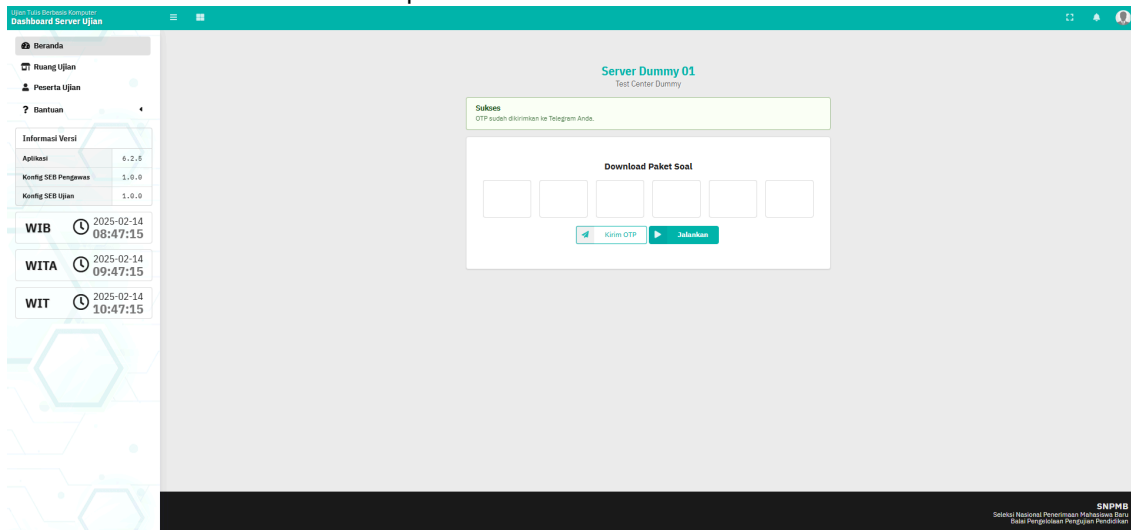 Ujian Tulis Berbasis Komputer
Dashboard Server Ujian
Beranda
Ruang Ujian
Peserta Ujian
Bantuan
Informasi Versi
Aplikasi 6.2.5
Konfig SEB Pengawas 1.0.0
Konfig SEB Ujian 1.0.0
WIB 2025-02-14
08:47:15
WITA 2025-02-14
09:47:15
WIT 2025-02-14
10:47:15
Server Dummy 01
Test Center Dummy
Sukses
OTP sudah dikirimkan ke Telegram Anda.
Download Paket Soal
Kirim OTP Jalankan
SNPMB
Seleksi Nasional Penerimaan Mahasiswa Baru
Balai Pengelolaan Pengujian Pendidikan